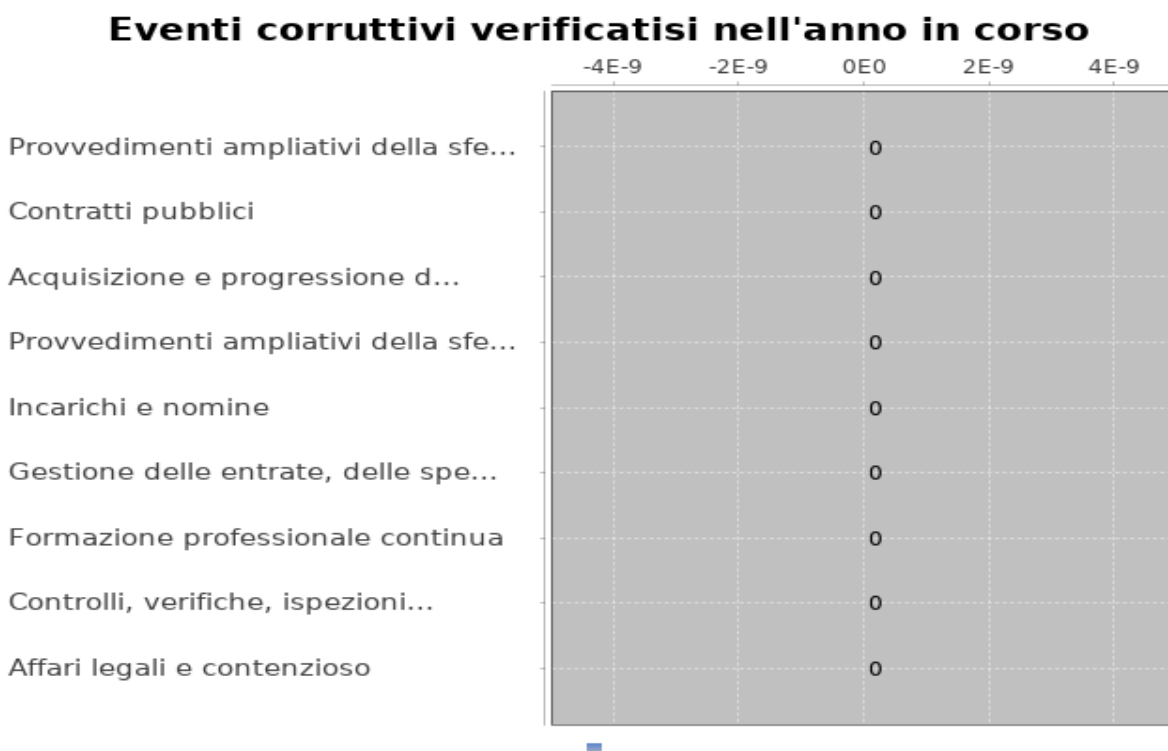 Eventi corruttivi verificatisi nell'anno in corso
-4E-9 -2E-9 0E0 2E-9 4E-9
Provvedimenti ampliativi della sfe... 0
Contratti pubblici 0
Acquisizione e progressione d... 0
Provvedimenti ampliativi della sfe... 0
Incarichi e nomine 0
Gestione delle entrate, delle spe... 0
Formazione professionale continua 0
Controlli, verifiche, ispezioni... 0
Affari legali e contenzioso 0